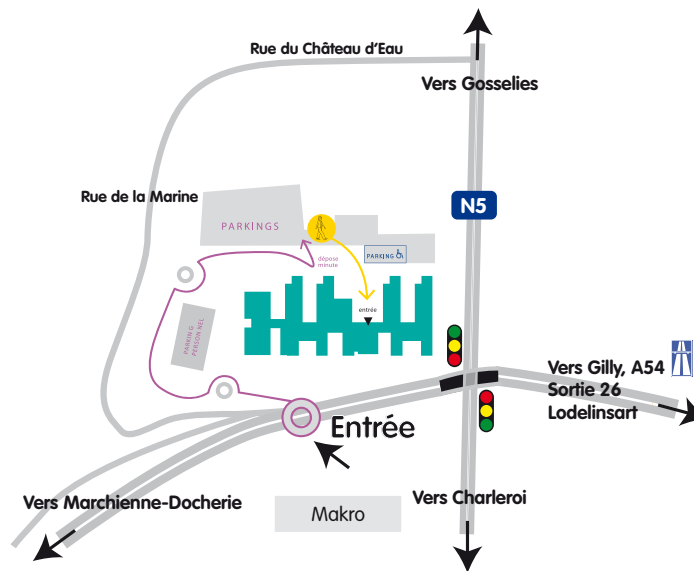 Rue du Château d'Eau
Vers Gosselies
Rue de la Marine
N5
PARKINGS
PARKING
dépose
minute
entrée
PARKING
PERSONNEL
Vers Gilly, A54
Sortie 26
Lodelinsart
Entrée
Vers Marchienne-Docherie
Makro
Vers Charleroi